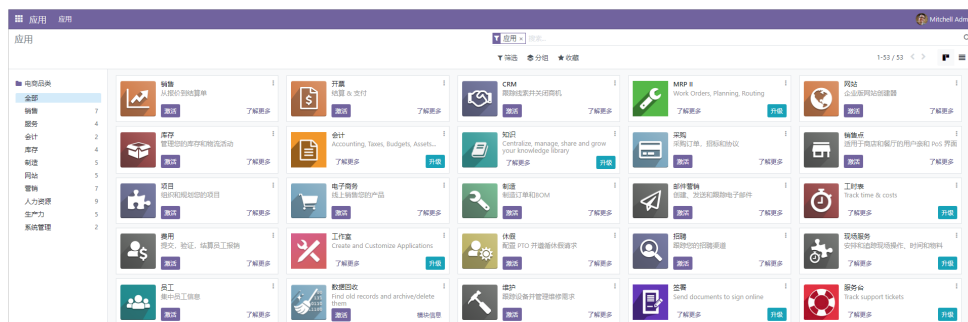 应用 应用 Mitchell Adm
应用 应用 × 搜索...
筛选 分组 收藏 1-53 / 53
电商品类
全部
销售 7
服务 4
会计 2
库存 4
制造 5
网站 5
营销 7
人力资源 9
生产力 5
系统管理 2
销售
从报价到结算单
激活 了解更多
开票
结算 & 支付
激活 了解更多
CRM
跟踪线索并关闭商机
激活 了解更多
MRP II
Work Orders, Planning, Routing
了解更多 升级
网站
企业版网站创建器
激活 了解更多
库存
管理您的库存和物流活动
激活 了解更多
会计
Accounting, Taxes, Budgets, Assets...
了解更多 升级
知识
Centralize, manage, share and grow
your knowledge library
了解更多 升级
采购
采购订单、招标和协议
激活 了解更多
销售点
适用于商店和餐厅的用户亲和 PoS 界面
激活 了解更多
项目
组织和规划您的项目
激活 了解更多
电子商务
线上销售您的产品
激活 了解更多
制造
制造订单和BOM
激活 了解更多
邮件营销
创建、发送和跟踪电子邮件
激活 了解更多
工时表
Track time & costs
了解更多 升级
费用
提交、验证、结算员工报销
激活 了解更多
工作室
Create and Customize Applications
了解更多 升级
休假
配置 PTO 并遵循休假请求
激活 了解更多
招聘
跟踪您的招聘渠道
激活 了解更多
现场服务
安排和追踪现场操作、时间和物料
了解更多 升级
员工
集中员工信息
激活 了解更多
数据回收
Find old records and archive/delete
them
激活 模块信息
维护
跟踪设备并管理维修需求
激活 了解更多
签署
Send documents to sign online
了解更多 升级
服务台
Track support tickets
了解更多 升级